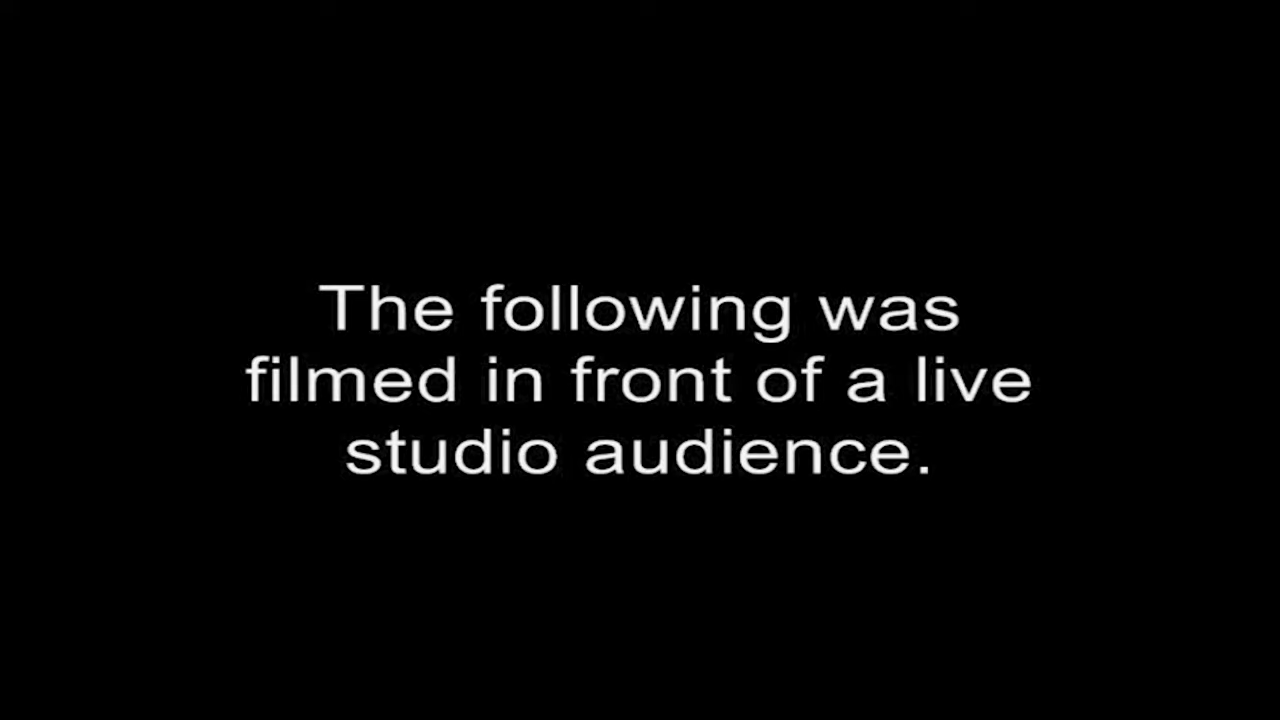 The following was
filmed in front of a live
studio audience.